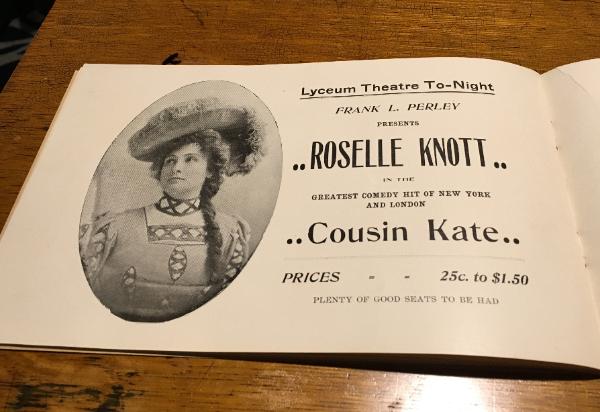 Lyceum Theatre To-Night
FRANK L. PERLEY
PRESENTS
..ROSELLE KNOTT..
IN THE
GREATEST COMEDY HIT OF NEW YORK
AND LONDON
..Cousin Kate..
PRICES - - 25c. to $1.50
PLENTY OF GOOD SEATS TO BE HAD